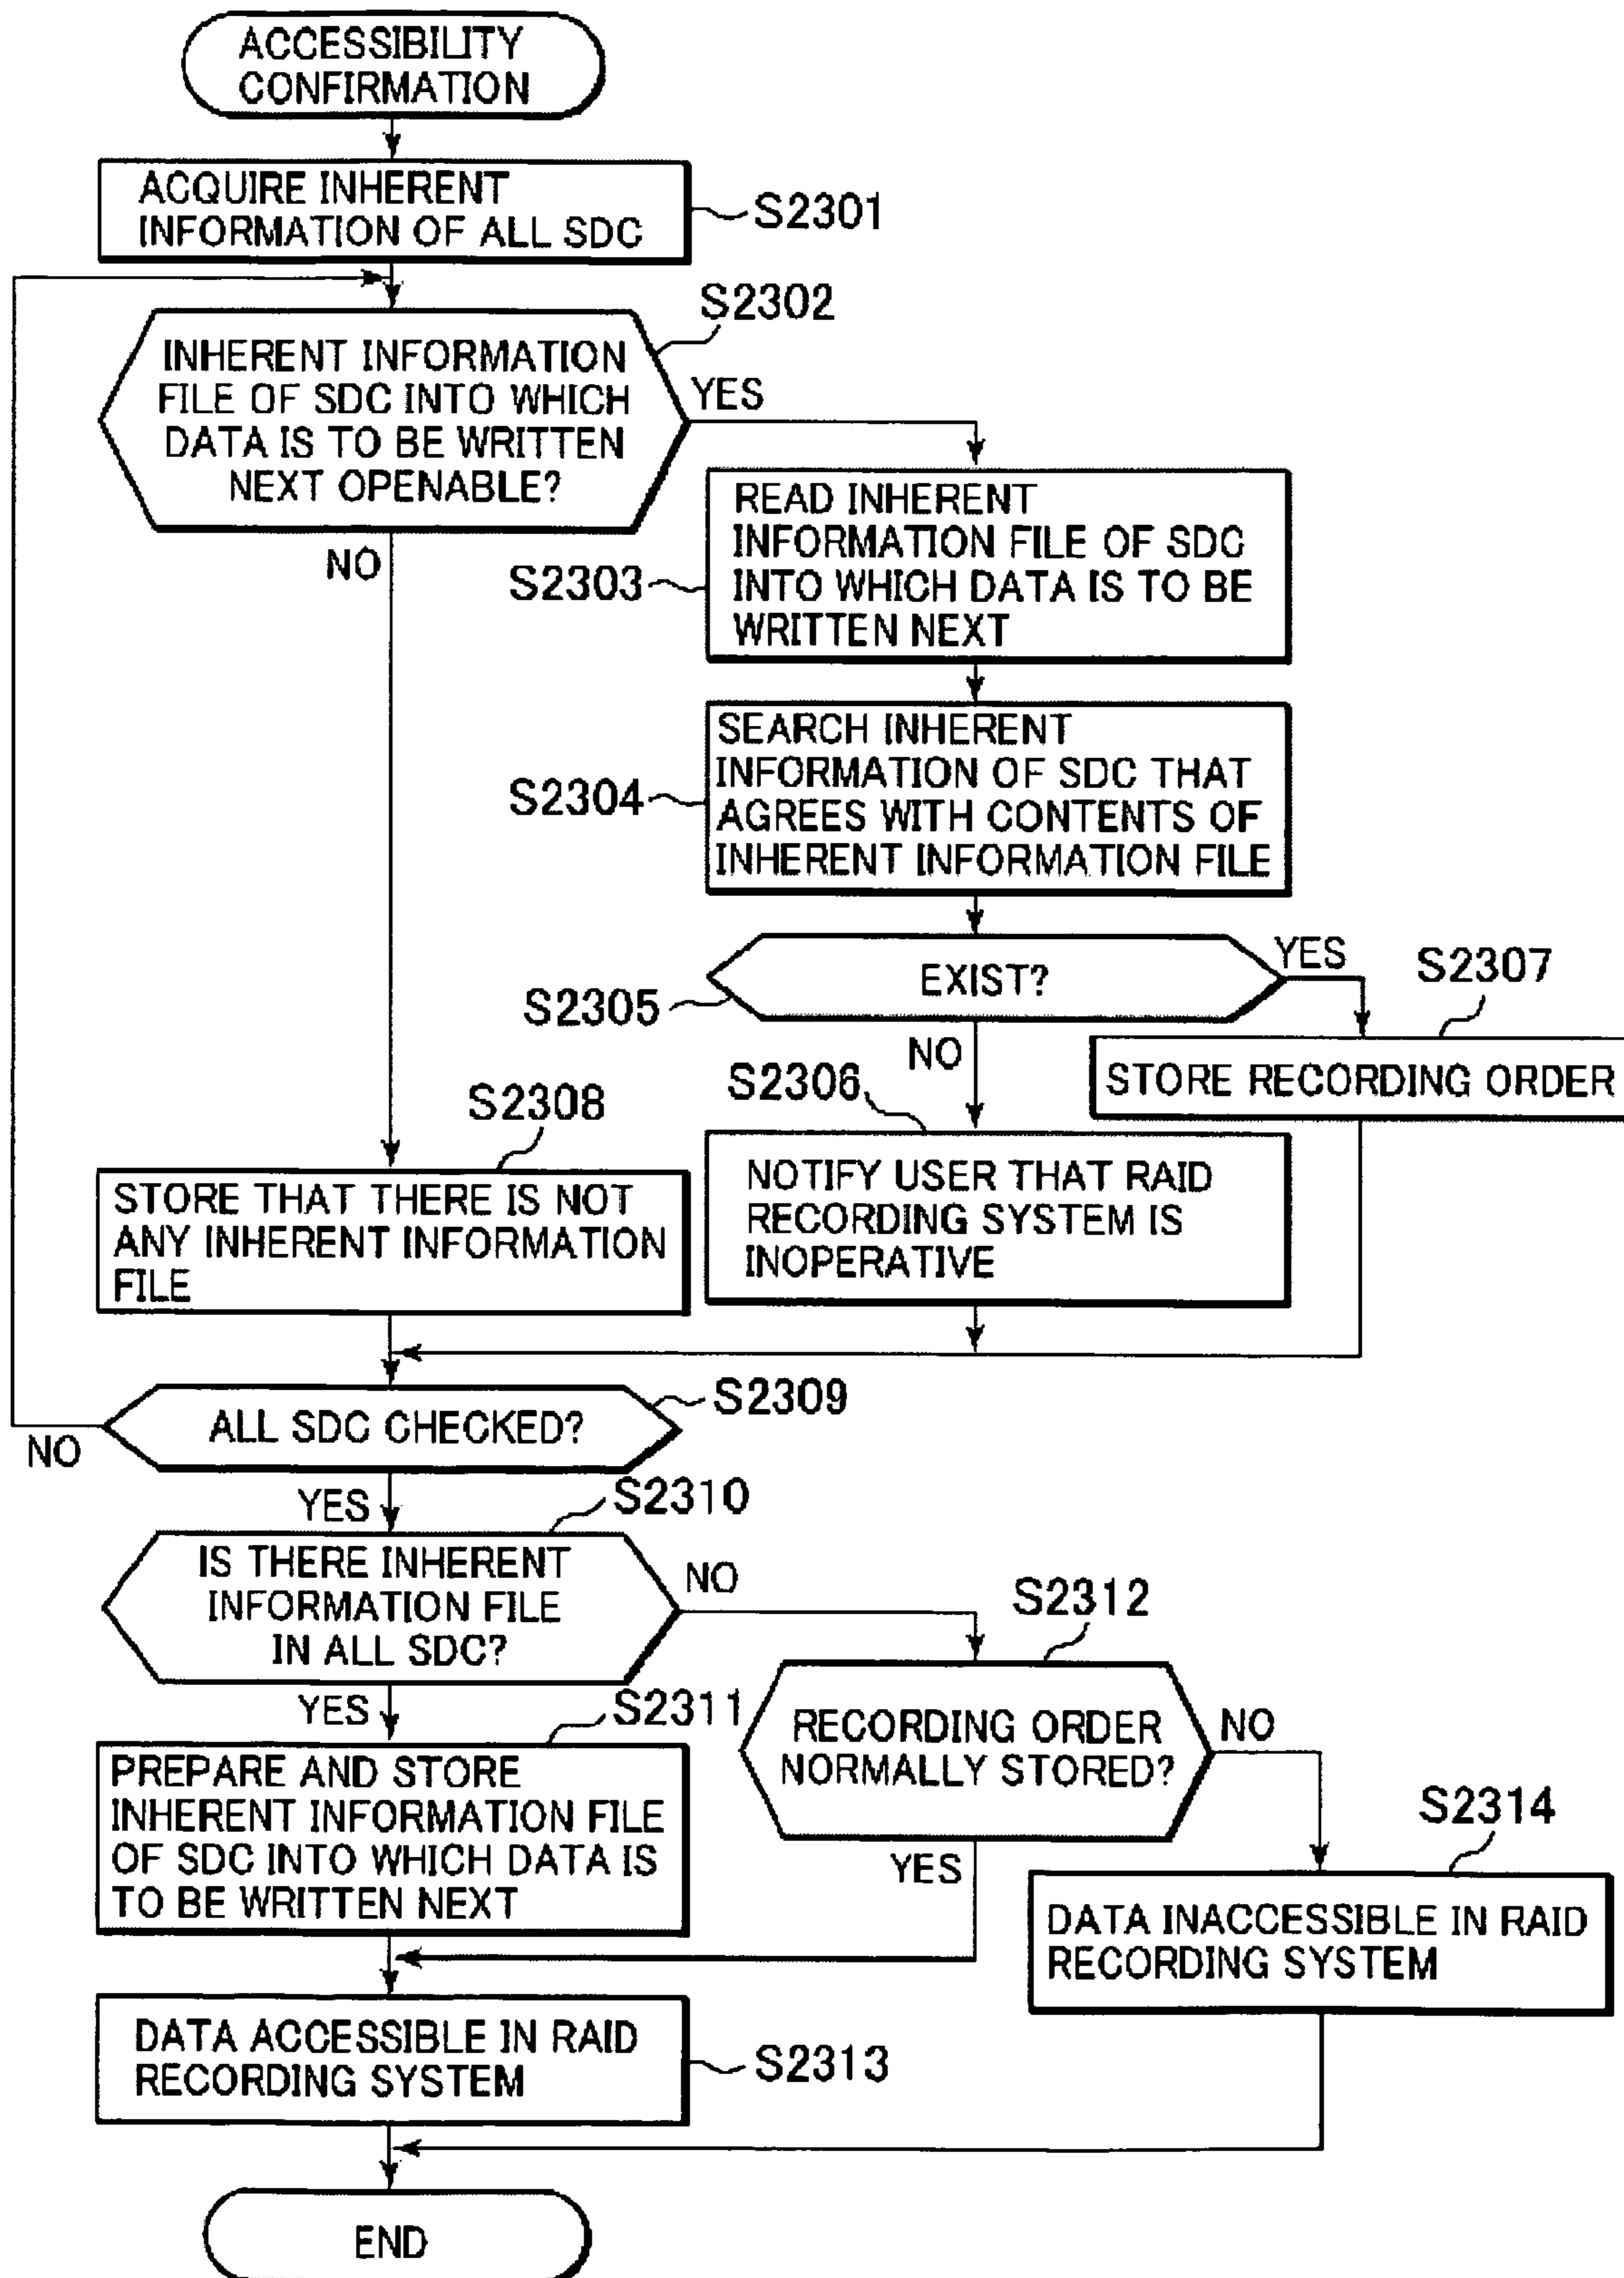 ACCESSIBILITY
CONFIRMATION
ACQUIRE INHERENT
INFORMATION OF ALL SDC
S2301
S2302
INHERENT INFORMATION
FILE OF SDC INTO WHICH
DATA IS TO BE WRITTEN
NEXT OPENABLE?
YES
NO
READ INHERENT
INFORMATION FILE OF SDC
INTO WHICH DATA IS TO BE
WRITTEN NEXT
S2303
SEARCH INHERENT
INFORMATION OF SDC THAT
AGREES WITH CONTENTS OF
INHERENT INFORMATION FILE
S2304
EXIST?
YES
S2305
NO
S2307
STORE RECORDING ORDER
S2306
NOTIFY USER THAT RAID
RECORDING SYSTEM IS
INOPERATIVE
S2308
STORE THAT THERE IS NOT
ANY INHERENT INFORMATION
FILE
S2309
ALL SDC CHECKED?
NO
YES
S2310
IS THERE INHERENT
INFORMATION FILE
IN ALL SDC?
NO
YES
S2311
PREPARE AND STORE
INHERENT INFORMATION FILE
OF SDC INTO WHICH DATA IS
TO BE WRITTEN NEXT
S2312
RECORDING ORDER
NORMALLY STORED?
NO
YES
S2314
DATA INACCESSIBLE IN RAID
RECORDING SYSTEM
DATA ACCESSIBLE IN RAID
RECORDING SYSTEM
S2313
END